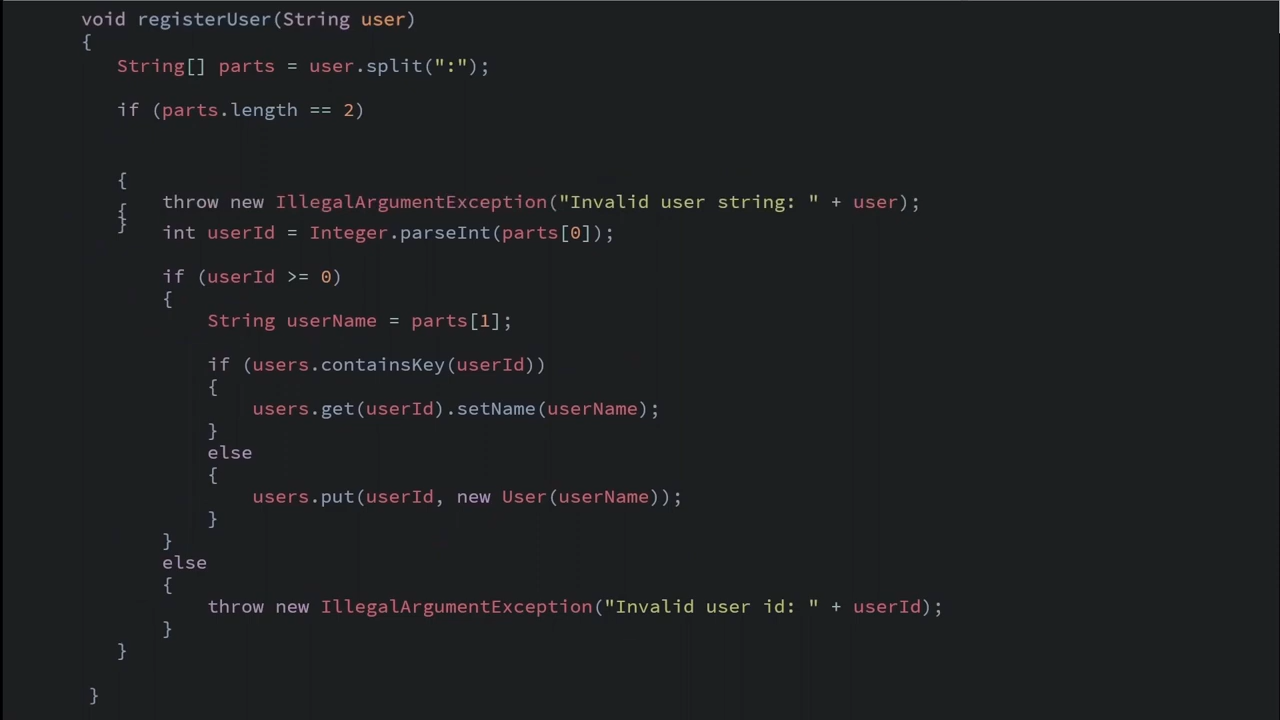 void registerUser(String user)
{
String[] parts = user.split(":");
if (parts.length == 2)
{
throw new IllegalArgumentException("Invalid user string: " + user);
{
}
int userId = Integer.parseInt(parts[0]);
if (userId >= 0)
{
String userName = parts[1];
if (users.containsKey(userId))
{
users.get(userId).setName(userName);
}
else
{
users.put(userId, new User(userName));
}
}
else
{
throw new IllegalArgumentException("Invalid user id: " + userId);
}
}
}